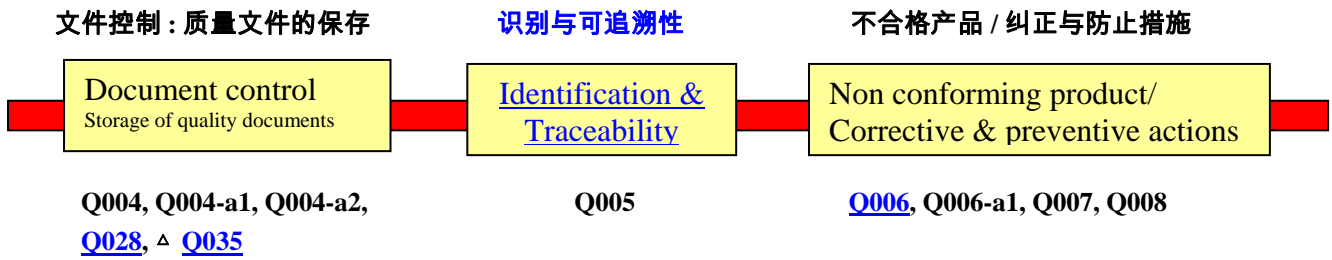 文件控制 : 质量文件的保存
识别与可追溯性
不合格产品 / 纠正与防止措施
Document control
Storage of quality documents
Identification &
Traceability
Non conforming product/
Corrective & preventive actions
Q004, Q004-a1, Q004-a2,
Q028, △ Q035
Q005
Q006, Q006-a1, Q007, Q008